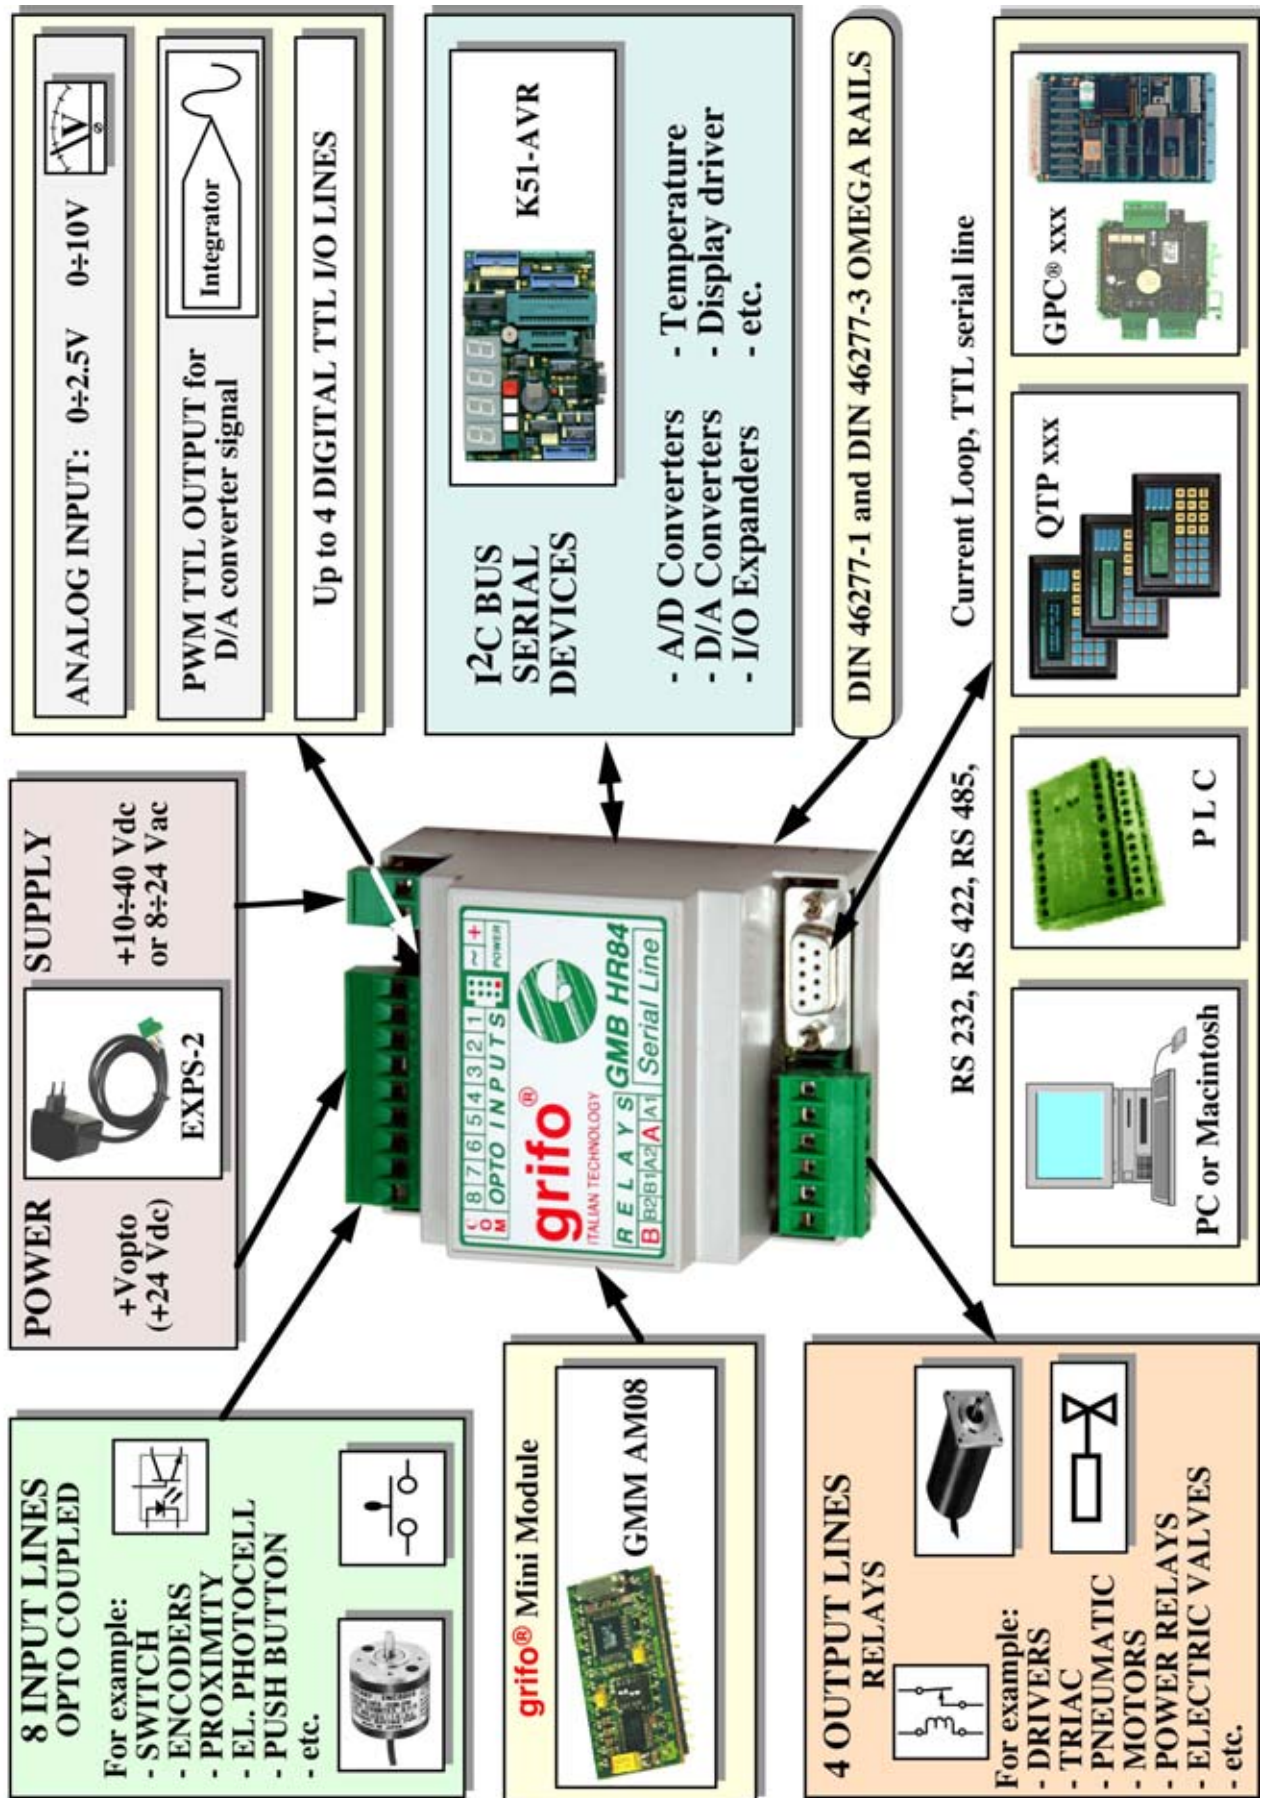 8 INPUT LINES
OPTO COUPLED
For example:
- SWITCH
- ENCODERS
- PROXIMITY
- EL. PHOTOCELL
- PUSH BUTTON
- etc.
POWER SUPPLY
+Vopto
(+24 Vdc)
EXPS-2
+10÷40 Vdc
or 8÷24 Vac
ANALOG INPUT: 0÷2.5V 0÷10V
V
PWM TTL OUTPUT for
D/A converter signal
Integrator
Up to 4 DIGITAL TTL I/O LINES
grifo® Mini Module
GMM AM08
C
O
M
8 7 6 5 4 3 2 1
OPTO INPUTS
~ +
POWER
grifo®
ITALIAN TECHNOLOGY
RELAYS
B B2 B1 A2 A A1
GMB HR84
Serial Line
I2C BUS
SERIAL
DEVICES
K51-AVR
- A/D Converters
- D/A Converters
- I/O Expanders
- Temperature
- Display driver
- etc.
DIN 46277-1 and DIN 46277-3 OMEGA RAILS
4 OUTPUT LINES
RELAYS
For example:
- DRIVERS
- TRIAC
- PNEUMATIC
- MOTORS
- POWER RELAYS
- ELECTRIC VALVES
- etc.
RS 232, RS 422, RS 485,
Current Loop, TTL serial line
PC or Macintosh
P L C
QTP xxx
GPC® xxx